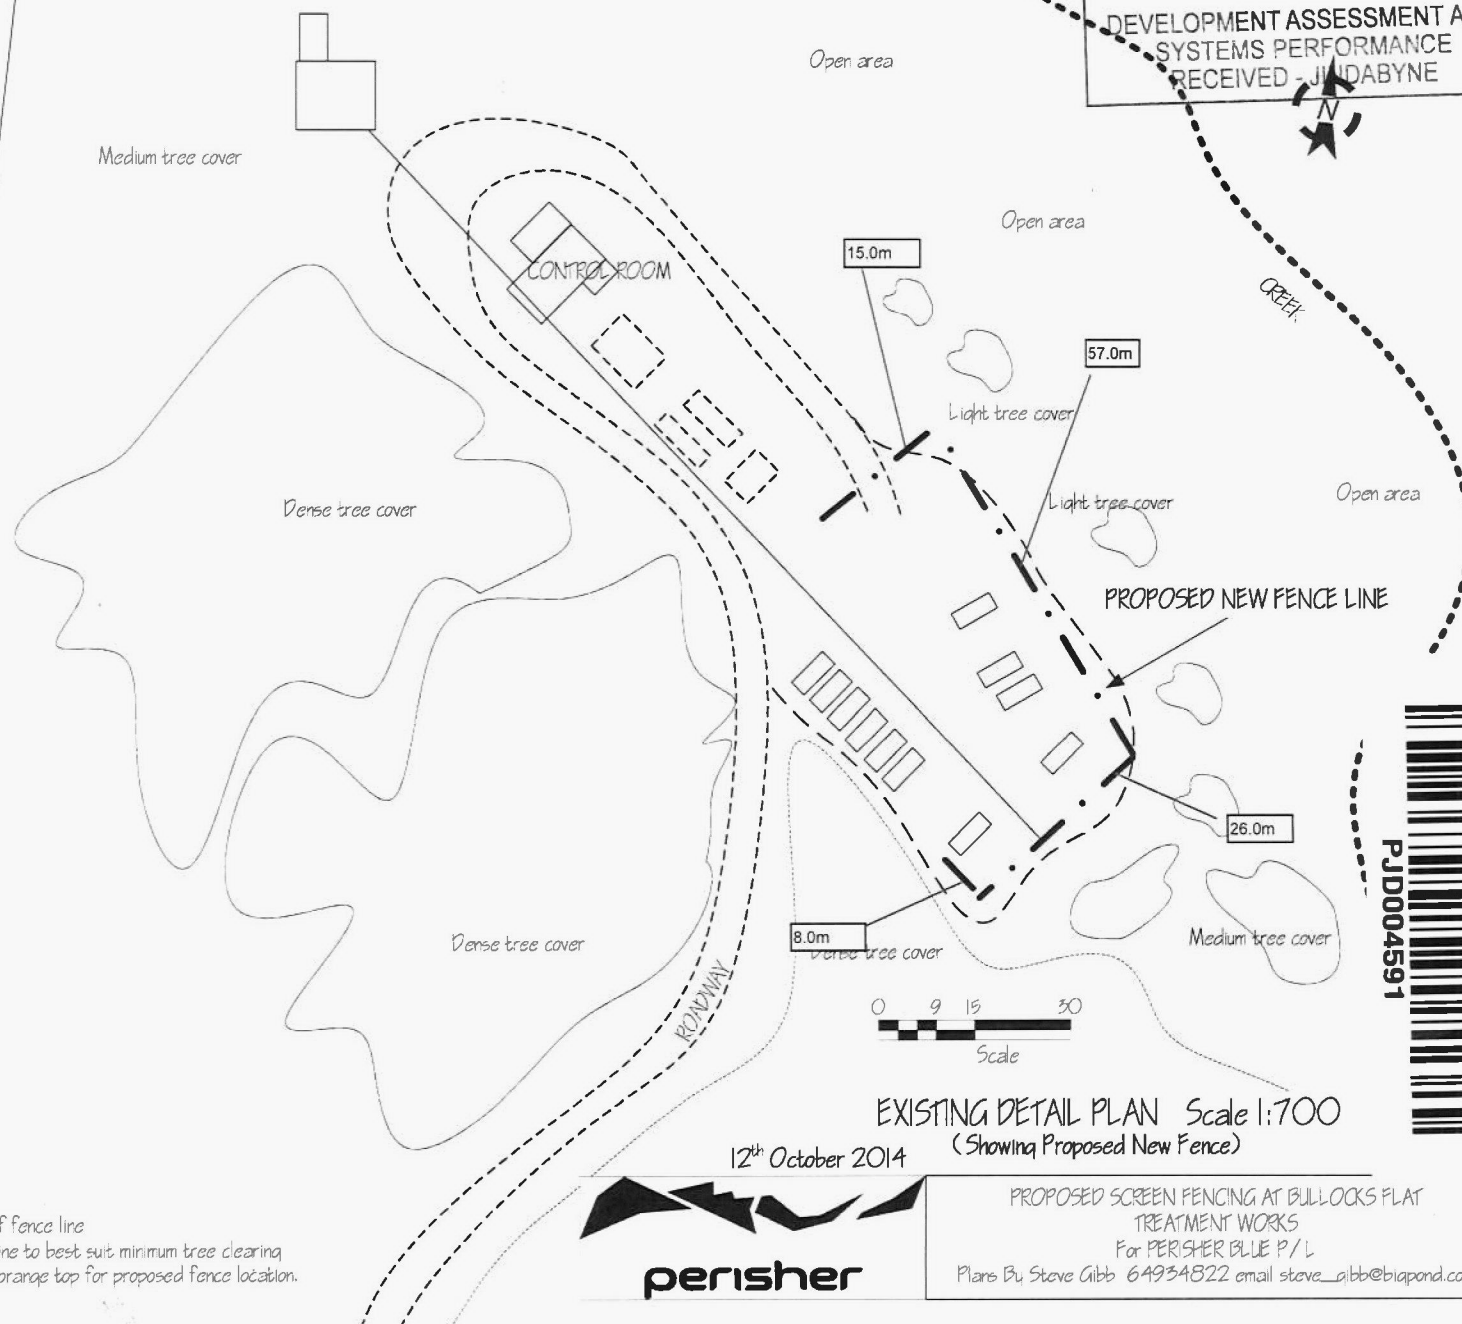 DEVELOPMENT ASSESSMENT A
SYSTEMS PERFORMANCE
RECEIVED - JINDABYNE
N
Open area
Medium tree cover
Open area
15.0m
CREEK
CONTROL ROOM
57.0m
Light tree cover
Light tree cover
Open area
Dense tree cover
PROPOSED NEW FENCE LINE
26.0m
8.0m
Dense tree cover
Dense tree cover
Medium tree cover
PJD004591
ROADWAY
0 9 15 30
Scale
EXISTING DETAIL PLAN Scale 1:700
(Showing Proposed New Fence)
12th October 2014
PROPOSED SCREEN FENCING AT BULLOCKS FLAT
TREATMENT WORKS
For PERISHER BLUE P/L
Plans By Steve Gibb 64934822 email steve_gibb@bigpond.co
perisher
f fence line
ne to best suit minimum tree clearing
orange top for proposed fence location.